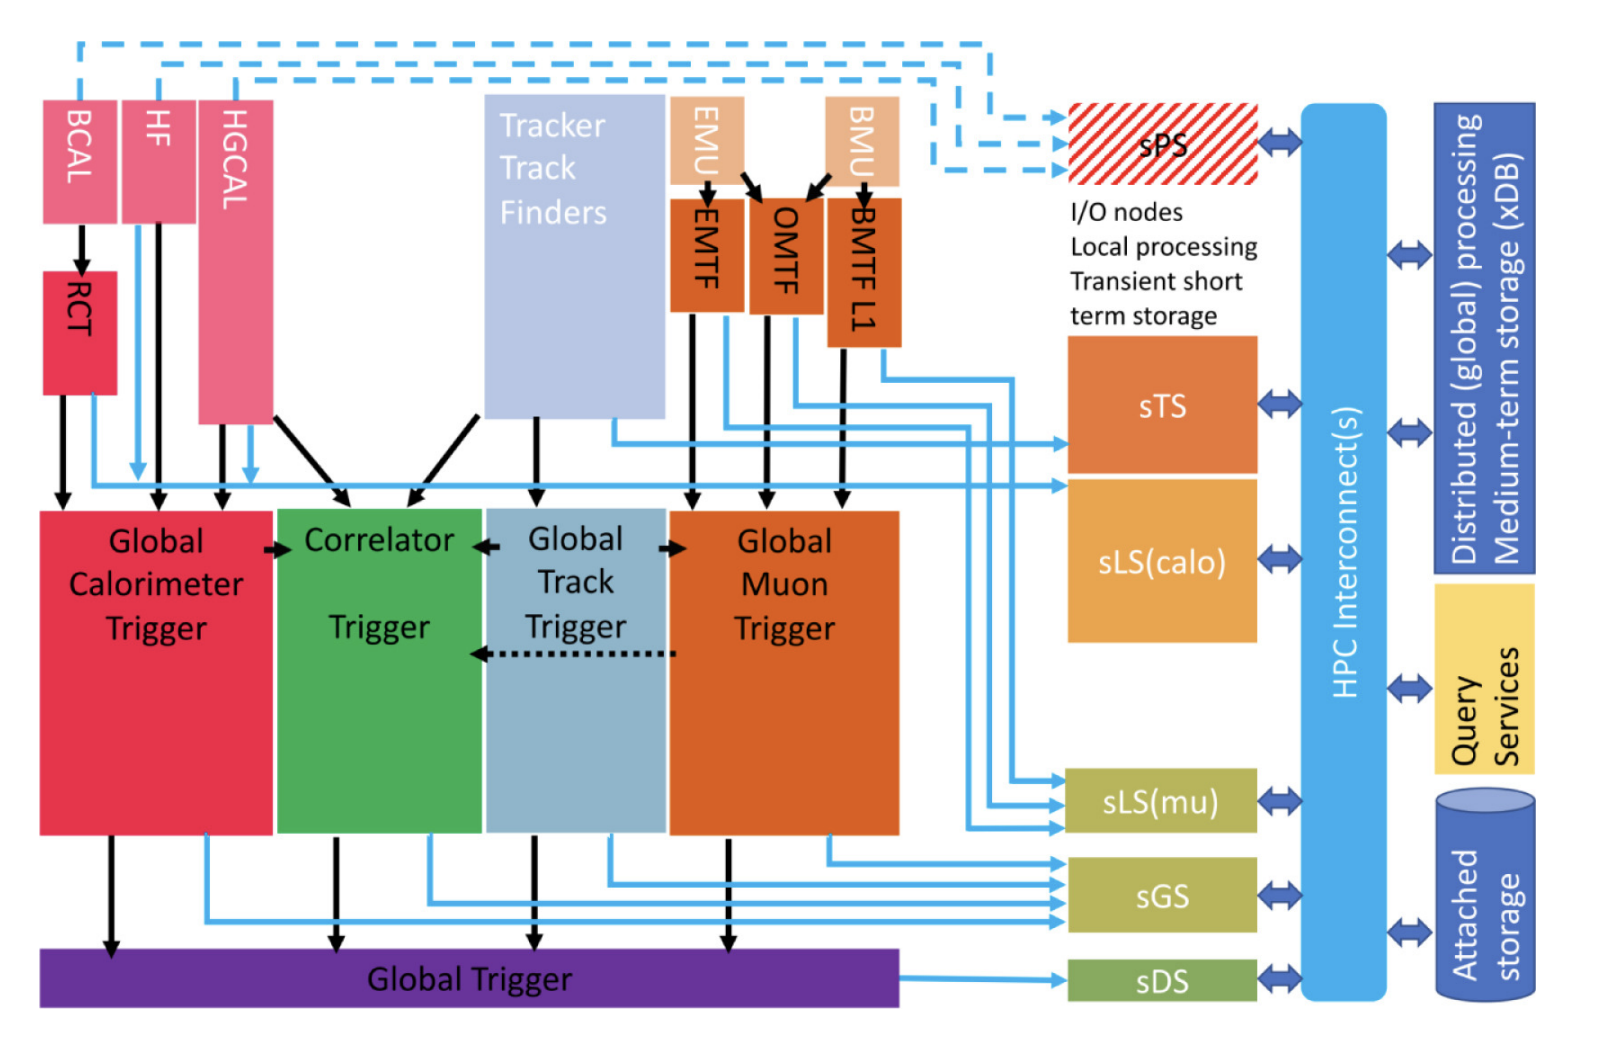 BCAL
HF
HGCAL
Tracker
Track
Finders
EMU
BMU
EMTF
OMTF
BMTF L1
RCT
Global
Calorimeter
Trigger
Correlator
Trigger
Global
Track
Trigger
Global
Muon
Trigger
Global Trigger
sPS
I/O nodes
Local processing
Transient short
term storage
sTS
sLS(calo)
sLS(mu)
sGS
sDS
HPC Interconnect(s)
Distributed (global) processing
Medium-term storage (xDB)
Query
Services
Attached
storage